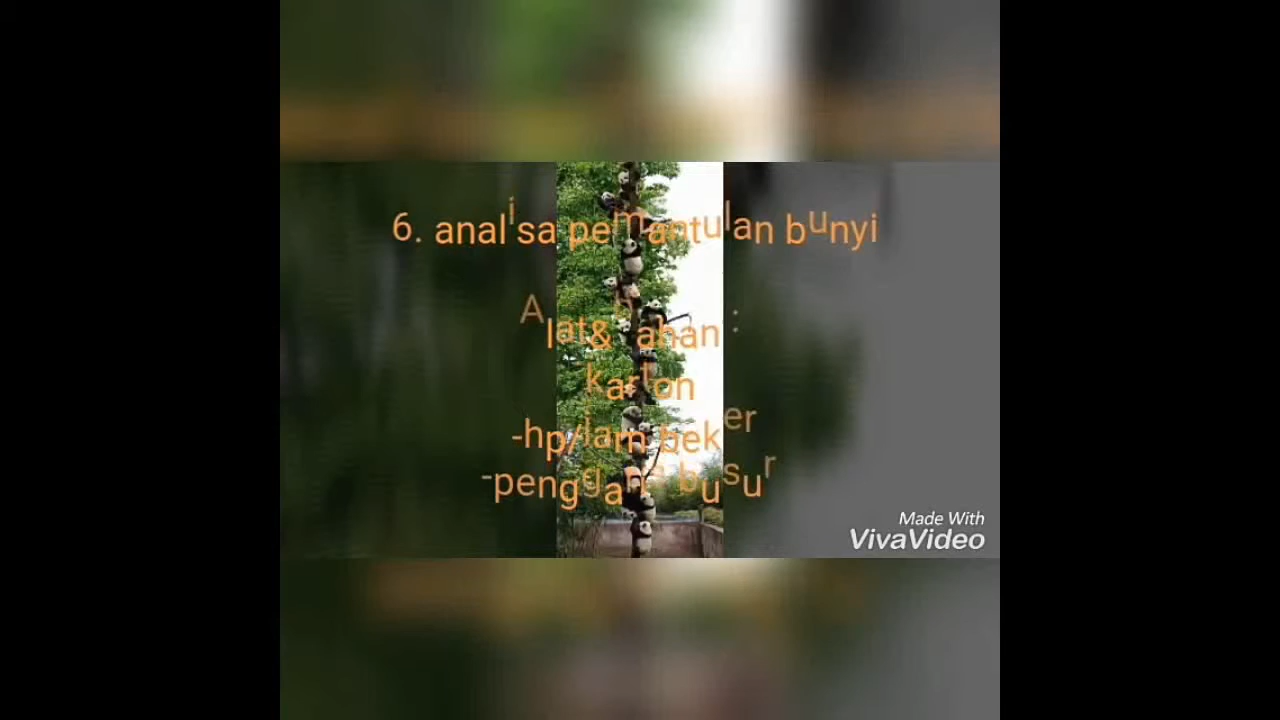 6. analisa pemantulan bunyi
Alat&bahan :
karton
-hp/jam beker
-penggaris busur
Made With
VivaVideo